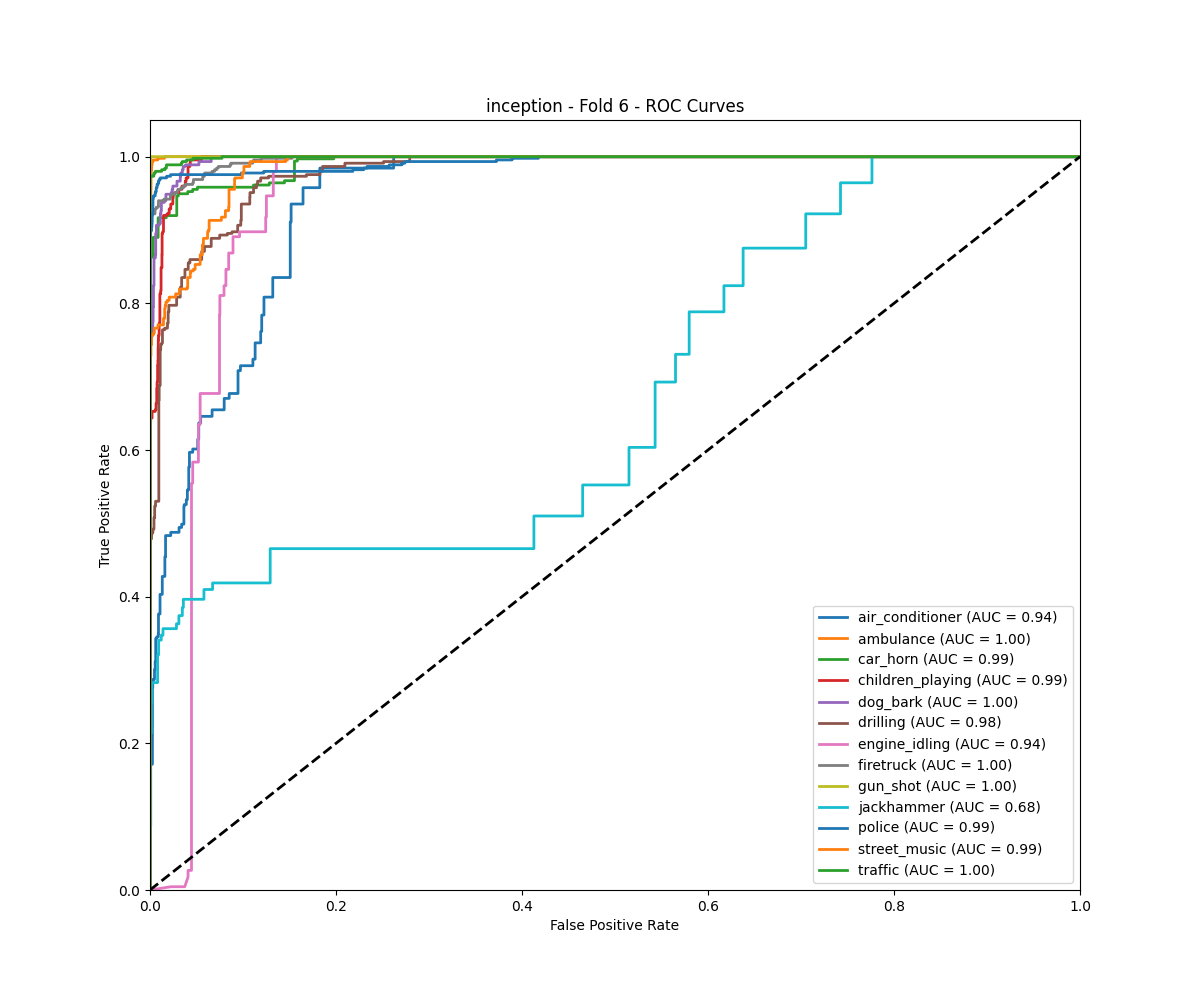 inception - Fold 6 - ROC Curves
True Positive Rate
1.0
0.8
0.6
0.4
0.2
0.0
0.0 0.2 0.4 0.6 0.8 1.0
False Positive Rate
air_conditioner (AUC = 0.94)
ambulance (AUC = 1.00)
car_horn (AUC = 0.99)
children_playing (AUC = 0.99)
dog_bark (AUC = 1.00)
drilling (AUC = 0.98)
engine_idling (AUC = 0.94)
firetruck (AUC = 1.00)
gun_shot (AUC = 1.00)
jackhammer (AUC = 0.68)
police (AUC = 0.99)
street_music (AUC = 0.99)
traffic (AUC = 1.00)